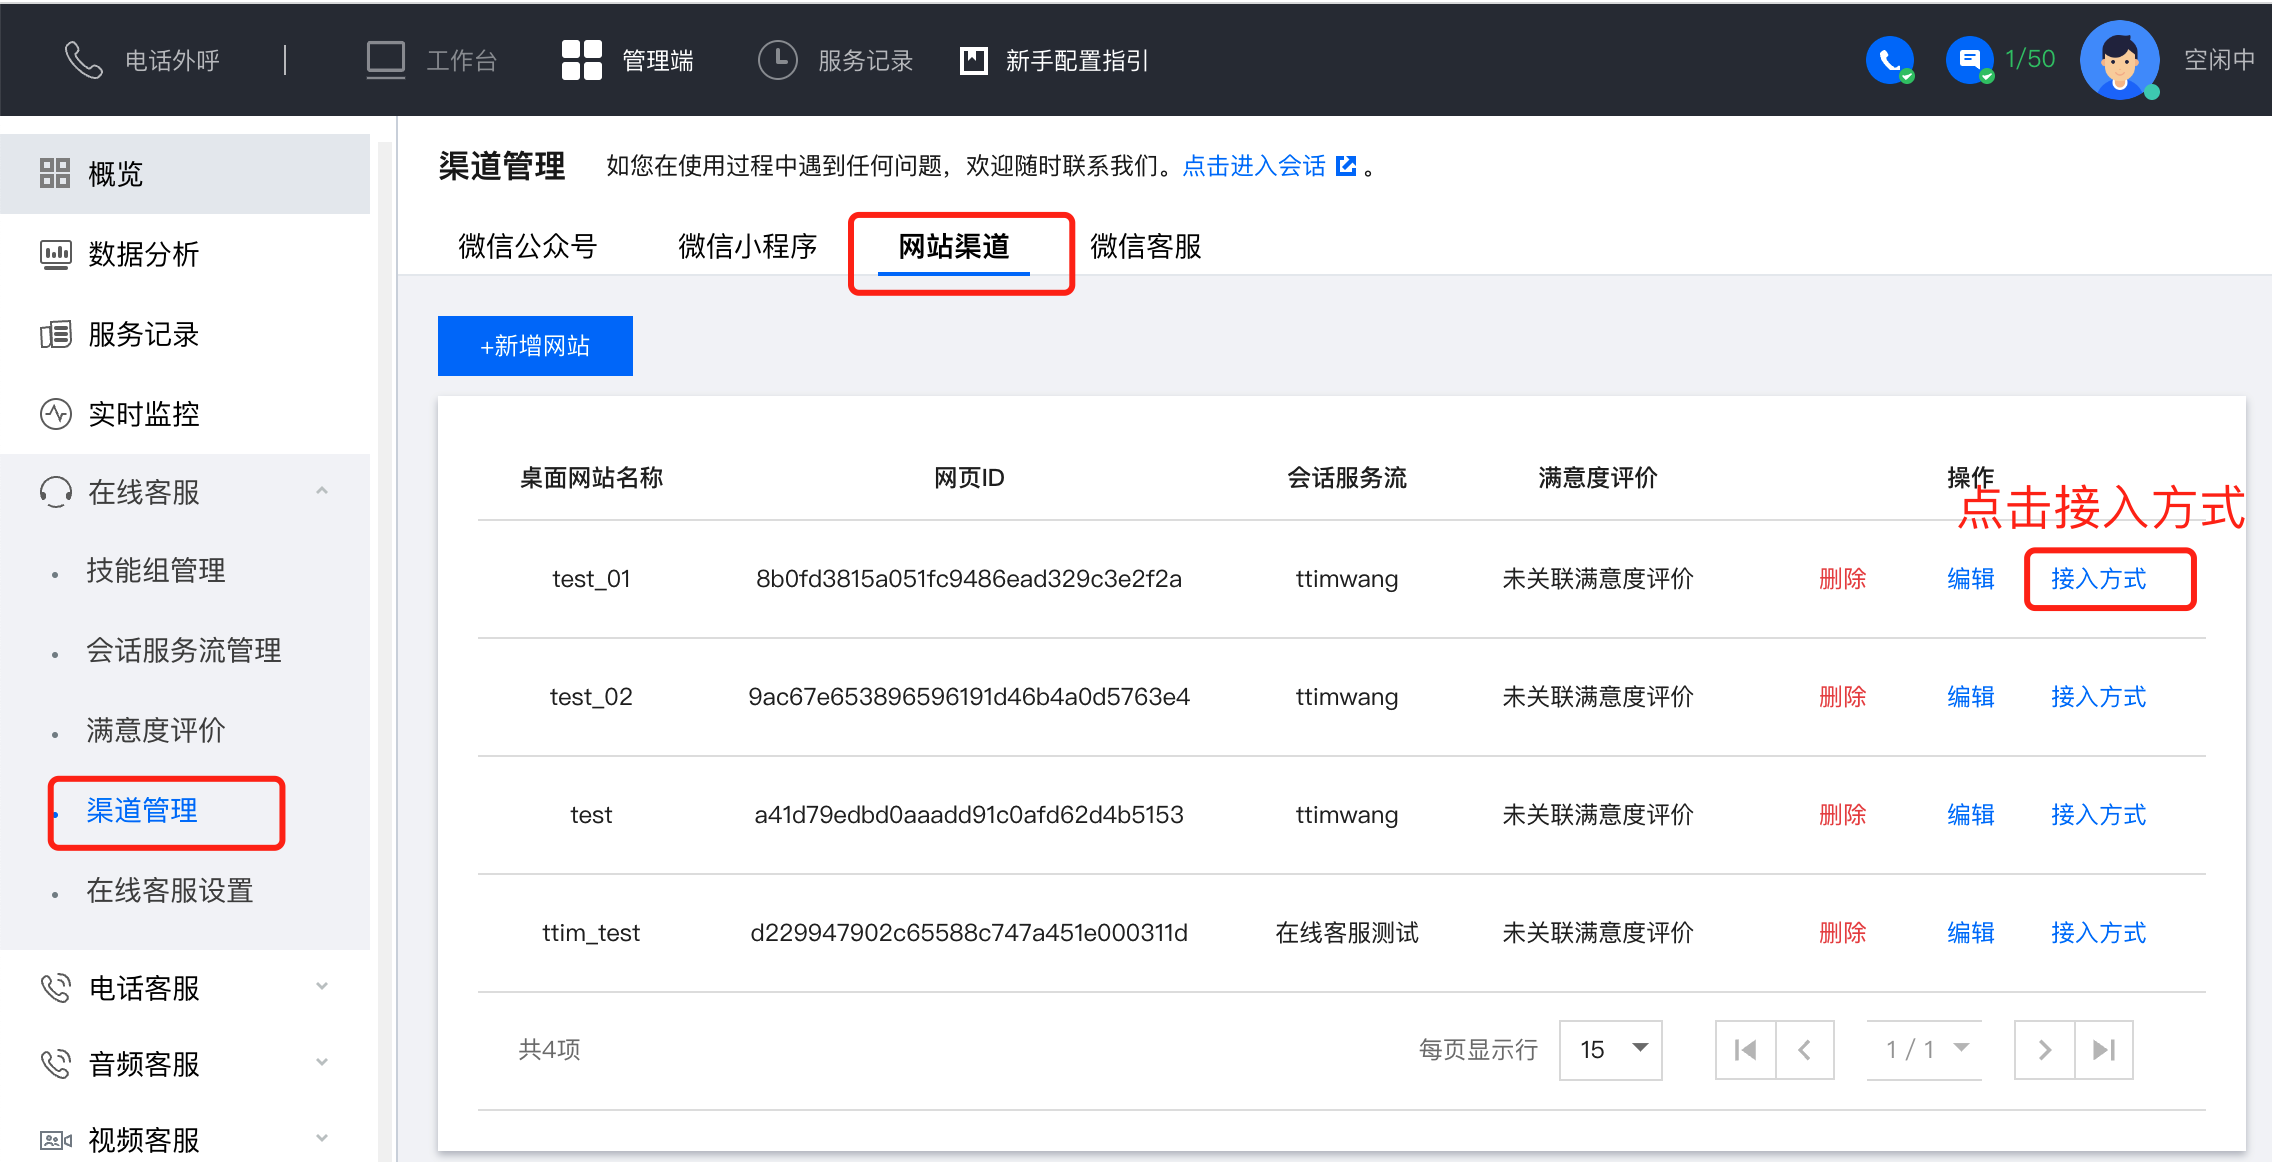 电话外呼 | 工作台 管理端 服务记录 新手配置指引 1/50 空闲中
概览
数据分析
服务记录
实时监控
在线客服
技能组管理
会话服务流管理
满意度评价
渠道管理
在线客服设置
电话客服
音频客服
视频客服
渠道管理 如您在使用过程中遇到任何问题，欢迎随时联系我们。点击进入会话 。
微信公众号 微信小程序 网站渠道 微信客服
+新增网站
桌面网站名称 网页ID 会话服务流 满意度评价 操作
点击接入方式
test_01 8b0fd3815a051fc9486ead329c3e2f2a ttimwang 未关联满意度评价 删除 编辑 接入方式
test_02 9ac67e653896596191d46b4a0d5763e4 ttimwang 未关联满意度评价 删除 编辑 接入方式
test a41d79edbd0aaadd91c0afd62d4b5153 ttimwang 未关联满意度评价 删除 编辑 接入方式
ttim_test d229947902c65588c747a451e000311d 在线客服测试 未关联满意度评价 删除 编辑 接入方式
共4项 每页显示行 15 1 / 1